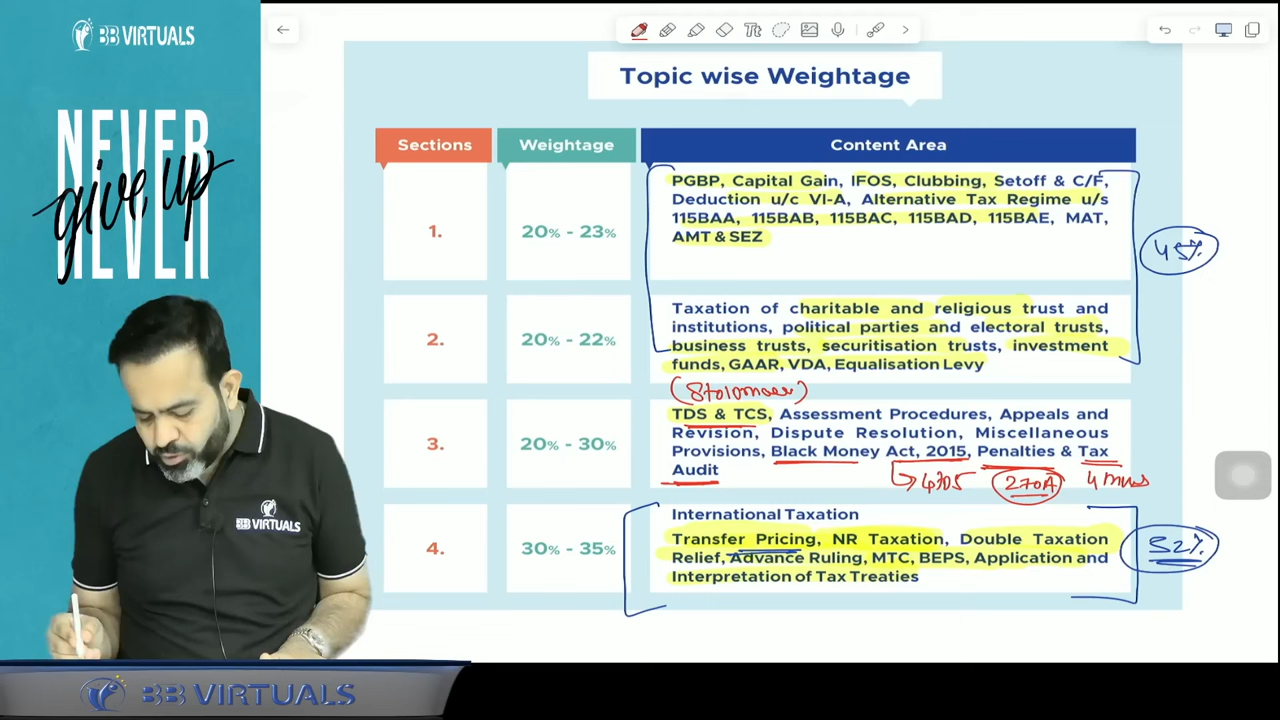 BB VIRTUALS
NEVER
give up
NEVER
Topic wise Weightage
Sections
Weightage
Content Area
1.
20% - 23%
PGBP, Capital Gain, IFOS, Clubbing, Setoff & C/F,
Deduction u/c VI-A, Alternative Tax Regime u/s
115BAA, 115BAB, 115BAC, 115BAD, 115BAE, MAT,
AMT & SEZ
45%
2.
20% - 22%
Taxation of charitable and religious trust and
institutions, political parties and electoral trusts,
business trusts, securitisation trusts, investment
funds, GAAR, VDA, Equalisation Levy
3.
20% - 30%
TDS & TCS, Assessment Procedures, Appeals and
Revision, Dispute Resolution, Miscellaneous
Provisions, Black Money Act, 2015, Penalties & Tax
Audit
270A
4.
30% - 35%
International Taxation
Transfer Pricing, NR Taxation, Double Taxation
Relief, Advance Ruling, MTC, BEPS, Application and
Interpretation of Tax Treaties
32%
BB VIRTUALS
BB VIRTUALS